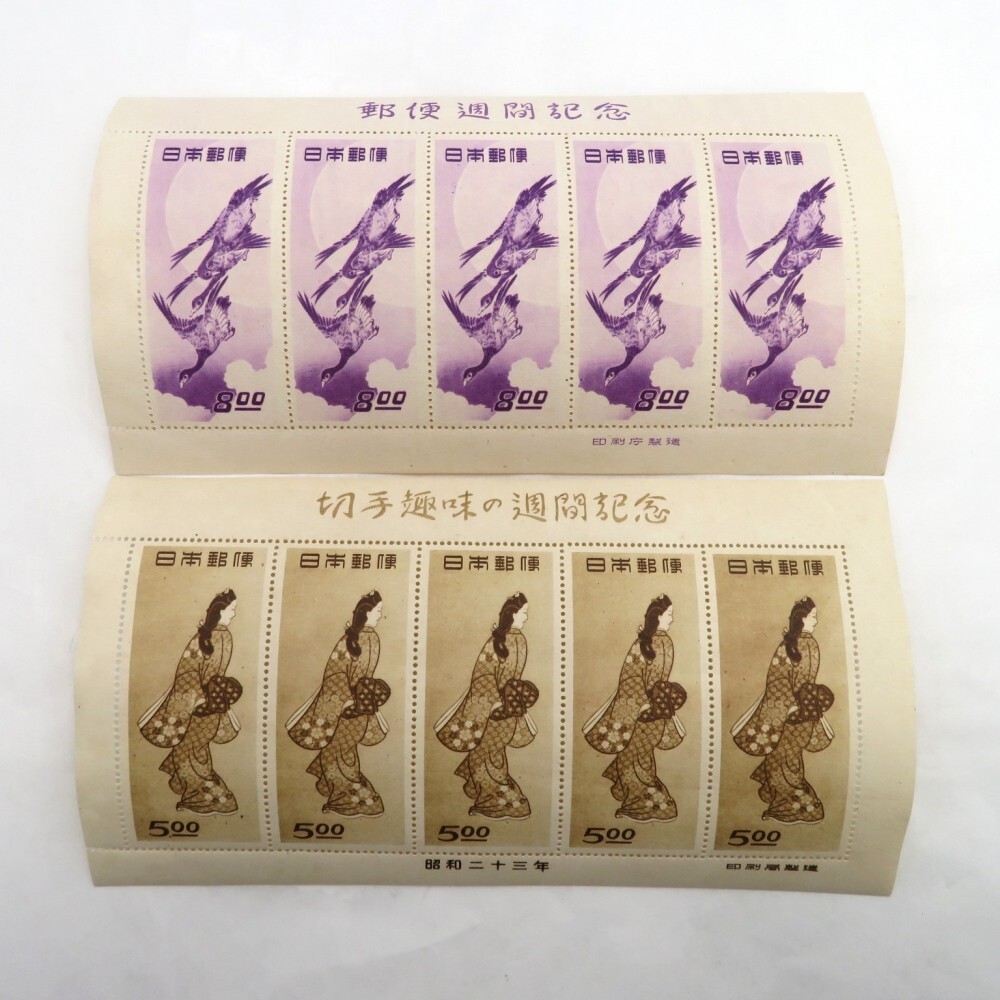 郵便週間記念
日本郵便 日本郵便 日本郵便 日本郵便 日本郵便
8.00 8.00 8.00 8.00 8.00
印刷庁製造
切手趣味の週間記念
日本郵便 日本郵便 日本郵便 日本郵便 日本郵便
5.00 5.00 5.00 5.00 5.00
昭和二十三年 印刷局製造